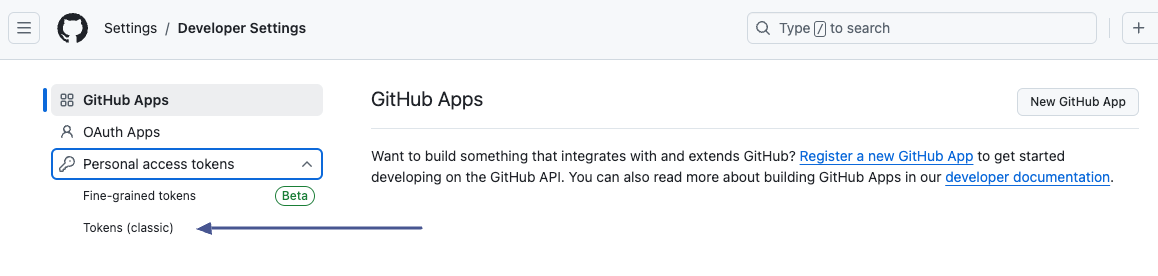 Settings / Developer Settings
Type / to search
GitHub Apps
OAuth Apps
Personal access tokens
Fine-grained tokens Beta
Tokens (classic)
GitHub Apps
New GitHub App
Want to build something that integrates with and extends GitHub? Register a new GitHub App to get started
developing on the GitHub API. You can also read more about building GitHub Apps in our developer documentation.